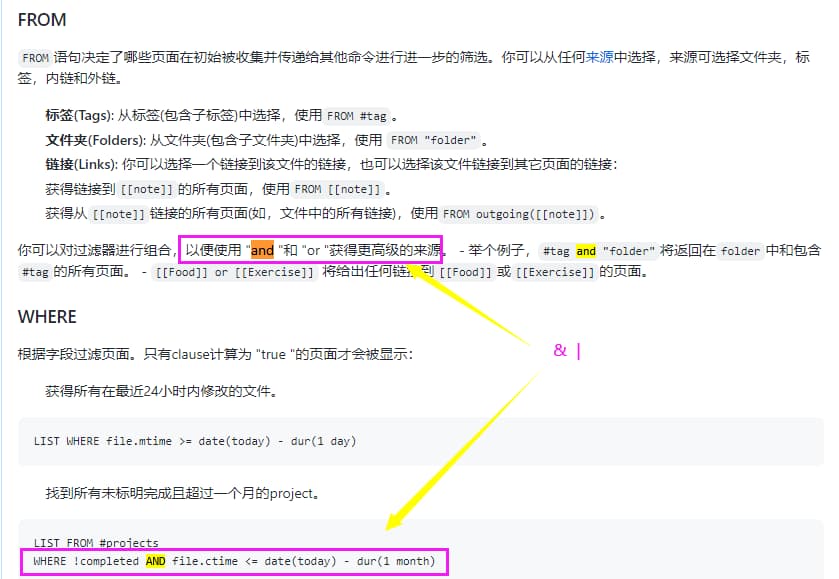 FROM
FROM 语句决定了哪些页面在初始被收集并传递给其他命令进行进一步的筛选。你可以从任何来源中选择，来源可选择文件夹，标
签，内链和外链。
标签(Tags): 从标签(包含子标签)中选择，使用 FROM #tag 。
文件夹(Folders): 从文件夹(包含子文件夹)中选择，使用 FROM "folder" 。
链接(Links): 你可以选择一个链接到该文件的链接，也可以选择该文件链接到其它页面的链接：
获得链接到 [[note]] 的所有页面，使用 FROM [[note]] 。
获得从 [[note]] 链接的所有页面(如，文件中的所有链接)，使用 FROM outgoing([[note]]) 。
你可以对过滤器进行组合，以便使用 "and "和 "or "获得更高级的来源。 - 举个例子， #tag and "folder" 将返回在 folder 中和包含
#tag 的所有页面。 - [[Food]] or [[Exercise]] 将给出任何链接到 [[Food]] 或 [[Exercise]] 的页面。
WHERE
& |
根据字段过滤页面。只有clause计算为 "true "的页面才会被显示：
获得所有在最近24小时内修改的文件。
LIST WHERE file.mtime >= date(today) - dur(1 day)
找到所有未标明完成且超过一个月的project。
LIST FROM #projects
WHERE !completed AND file.ctime <= date(today) - dur(1 month)